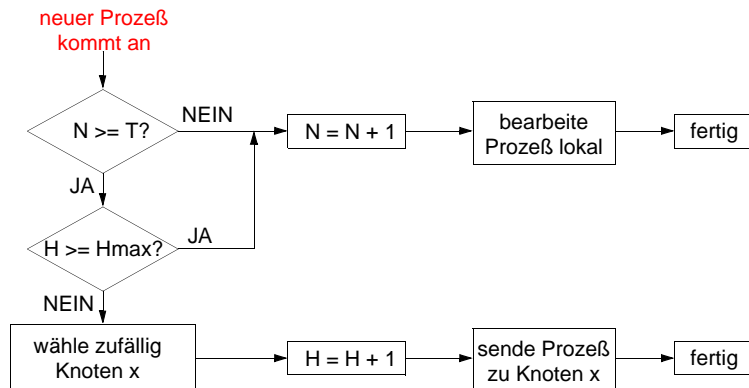 neuer Prozeß
kommt an
N >= T?
NEIN
N = N + 1
bearbeite
Prozeß lokal
fertig
JA
H >= Hmax?
JA
NEIN
wähle zufällig
Knoten x
H = H + 1
sende Prozeß
zu Knoten x
fertig